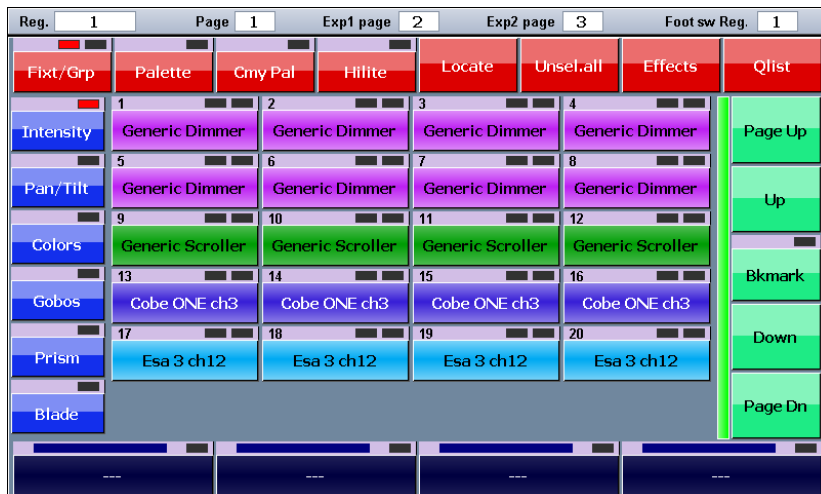 Reg. 1 Page 1 Exp1 page 2 Exp2 page 3 Foot sw Reg. 1
Fixt/Grp Palette Cmy Pal Hilite Locate Unsel.all Effects Qlist
1 2 3 4
Intensity Generic Dimmer Generic Dimmer Generic Dimmer Generic Dimmer Page Up
5 6 7 8
Pan/Tilt Generic Dimmer Generic Dimmer Generic Dimmer Generic Dimmer Up
9 10 11 12
Colors Generic Scroller Generic Scroller Generic Scroller Generic Scroller
13 14 15 16 Bkmark
Gobos Cobe ONE ch3 Cobe ONE ch3 Cobe ONE ch3 Cobe ONE ch3
17 18 19 20 Down
Prism Esa 3 ch12 Esa 3 ch12 Esa 3 ch12 Esa 3 ch12
Blade Page Dn
--- --- --- ---